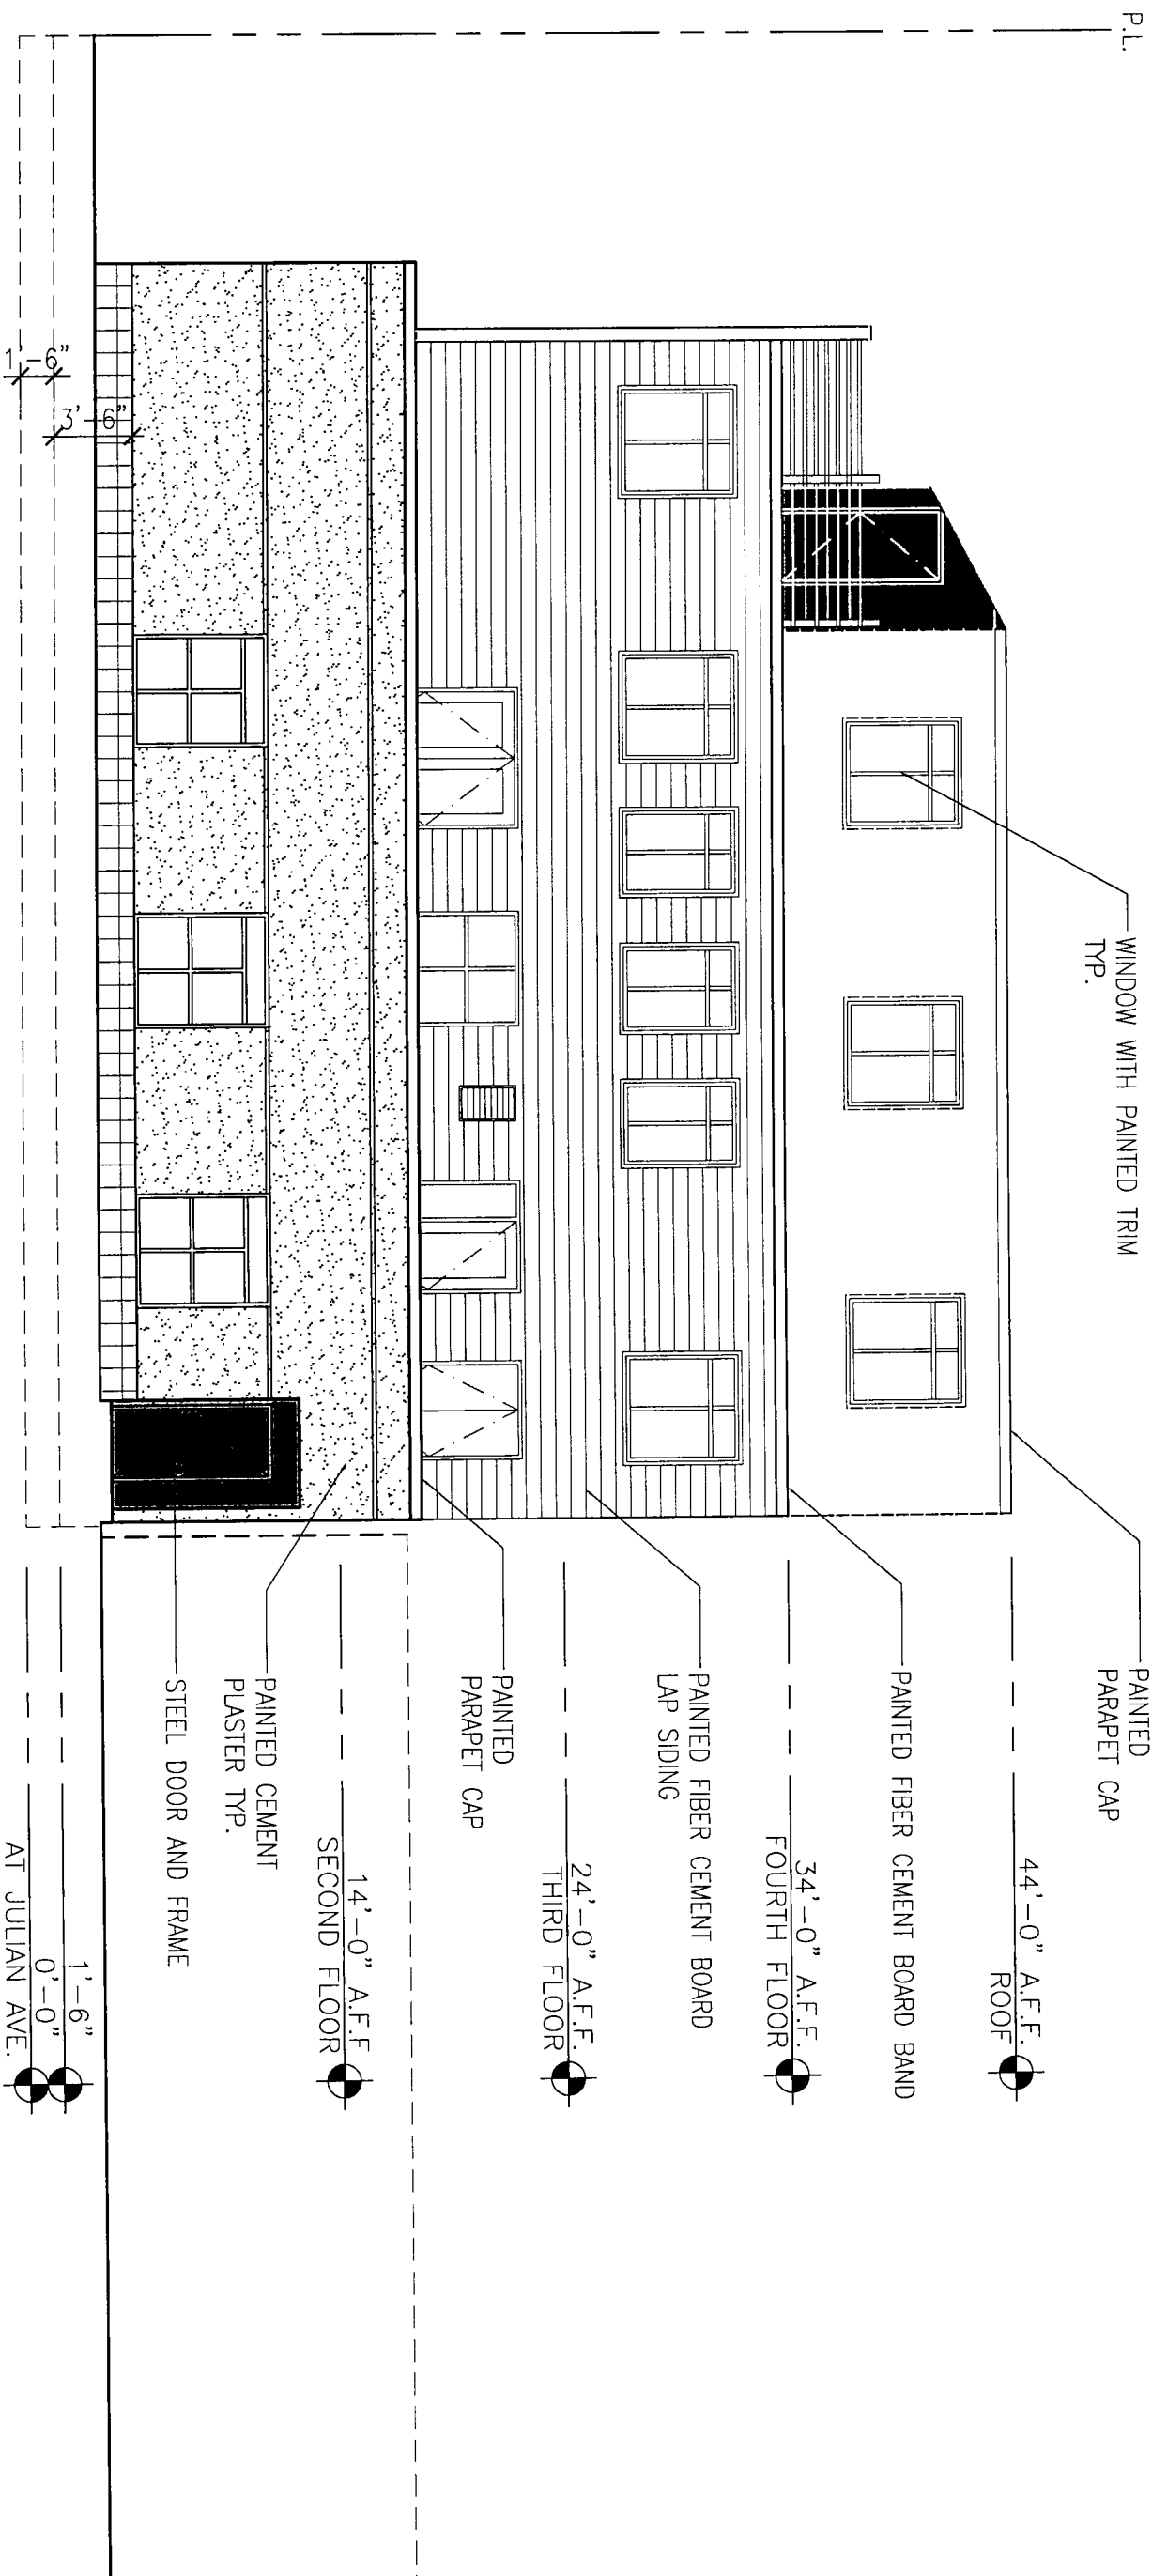 P.L.
WINDOW WITH PAINTED TRIM
TYP.
PAINTED
PARAPET CAP
44'-0" A.F.F.
ROOF
PAINTED FIBER CEMENT BOARD BAND
34'-0" A.F.F.
FOURTH FLOOR
PAINTED FIBER CEMENT BOARD
LAP SIDING
24'-0" A.F.F.
THIRD FLOOR
PAINTED
PARAPET CAP
14'-0" A.F.F
SECOND FLOOR
PAINTED CEMENT
PLASTER TYP.
STEEL DOOR AND FRAME
3'-6"
1'-6"
1'-6"
0'-0"
AT JULIAN AVE.